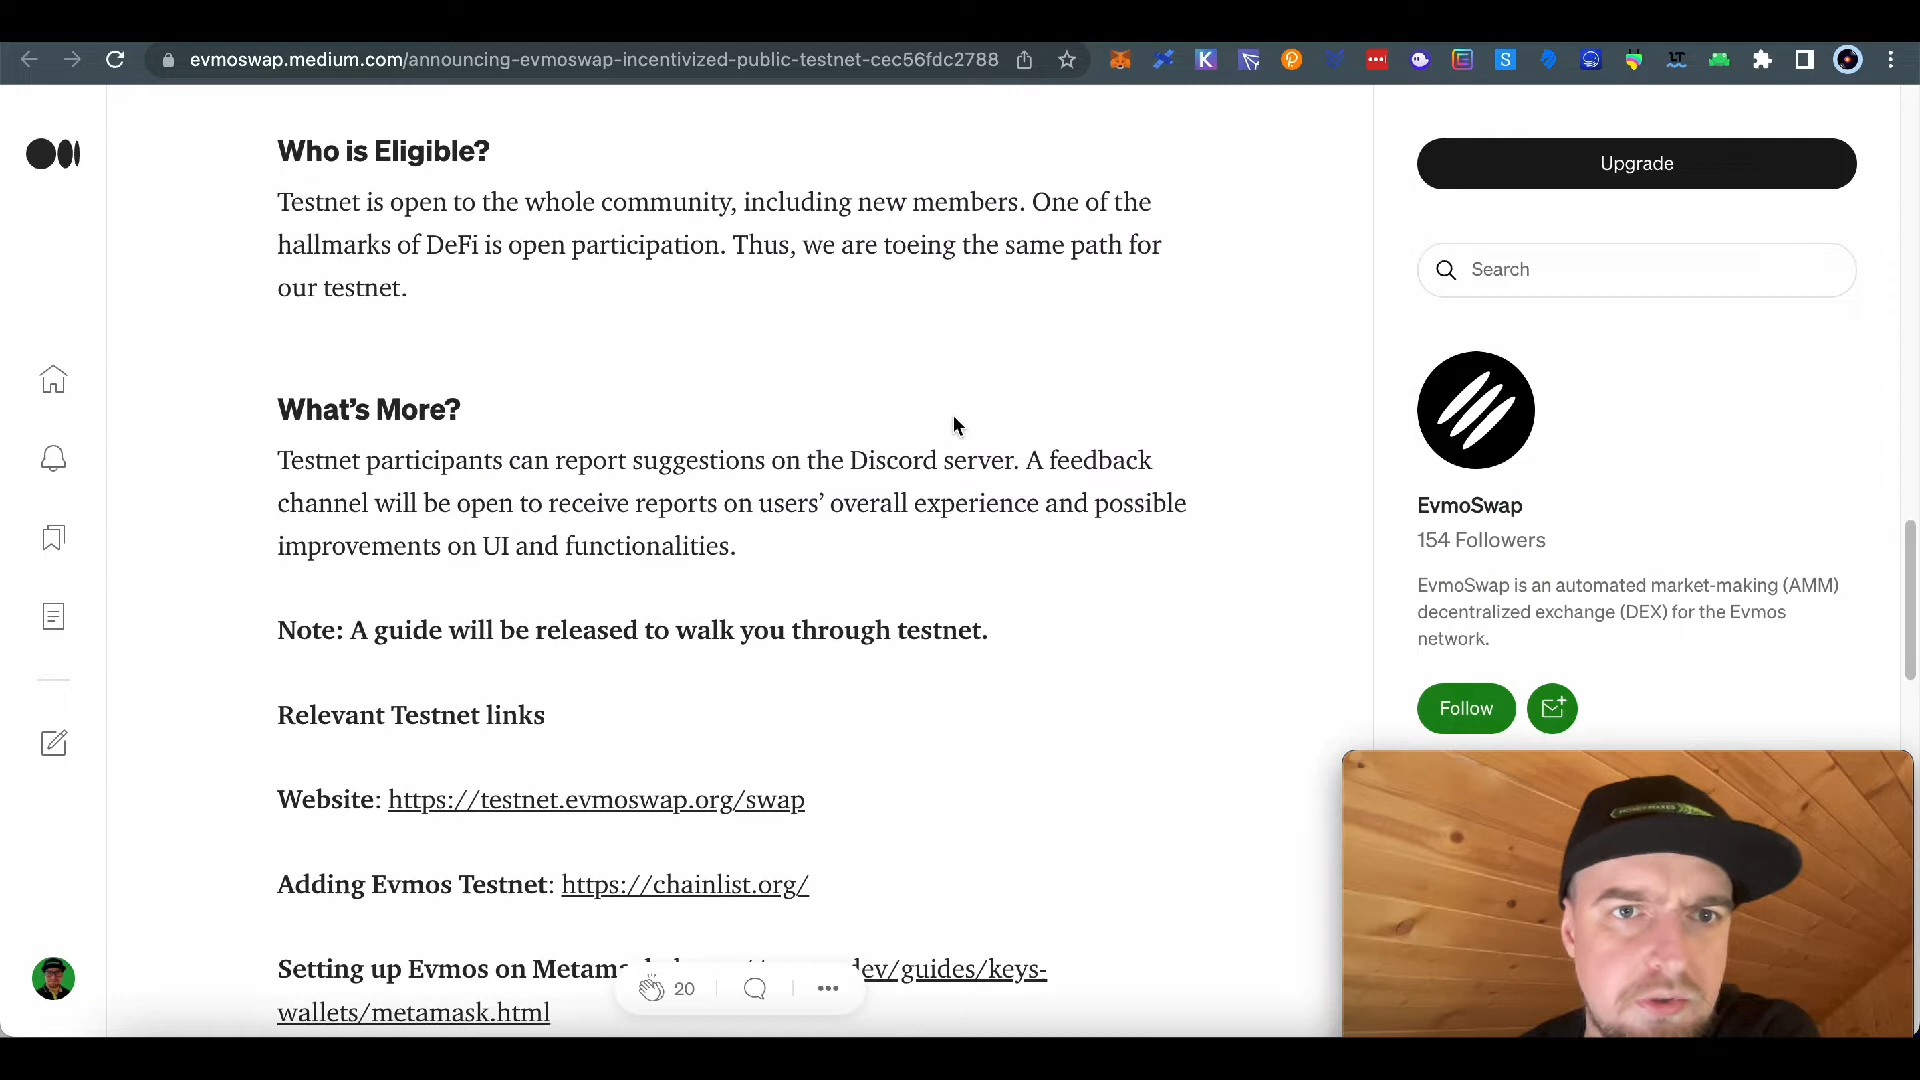 evmoswap.medium.com/announcing-evmoswap-incentivized-public-testnet-cec56fdc2788
Who is Eligible?
Testnet is open to the whole community, including new members. One of the
hallmarks of DeFi is open participation. Thus, we are toeing the same path for
our testnet.
What's More?
Testnet participants can report suggestions on the Discord server. A feedback
channel will be open to receive reports on users' overall experience and possible
improvements on UI and functionalities.
Note: A guide will be released to walk you through testnet.
Relevant Testnet links
Website: https://testnet.evmoswap.org/swap
Adding Evmos Testnet: https://chainlist.org/
Setting up Evmos on dev/guides/keys-
wallets/metamask.html
20
Upgrade
Search
EvmoSwap
154 Followers
EvmoSwap is an automated market-making (AMM)
decentralized exchange (DEX) for the Evmos
network.
Follow